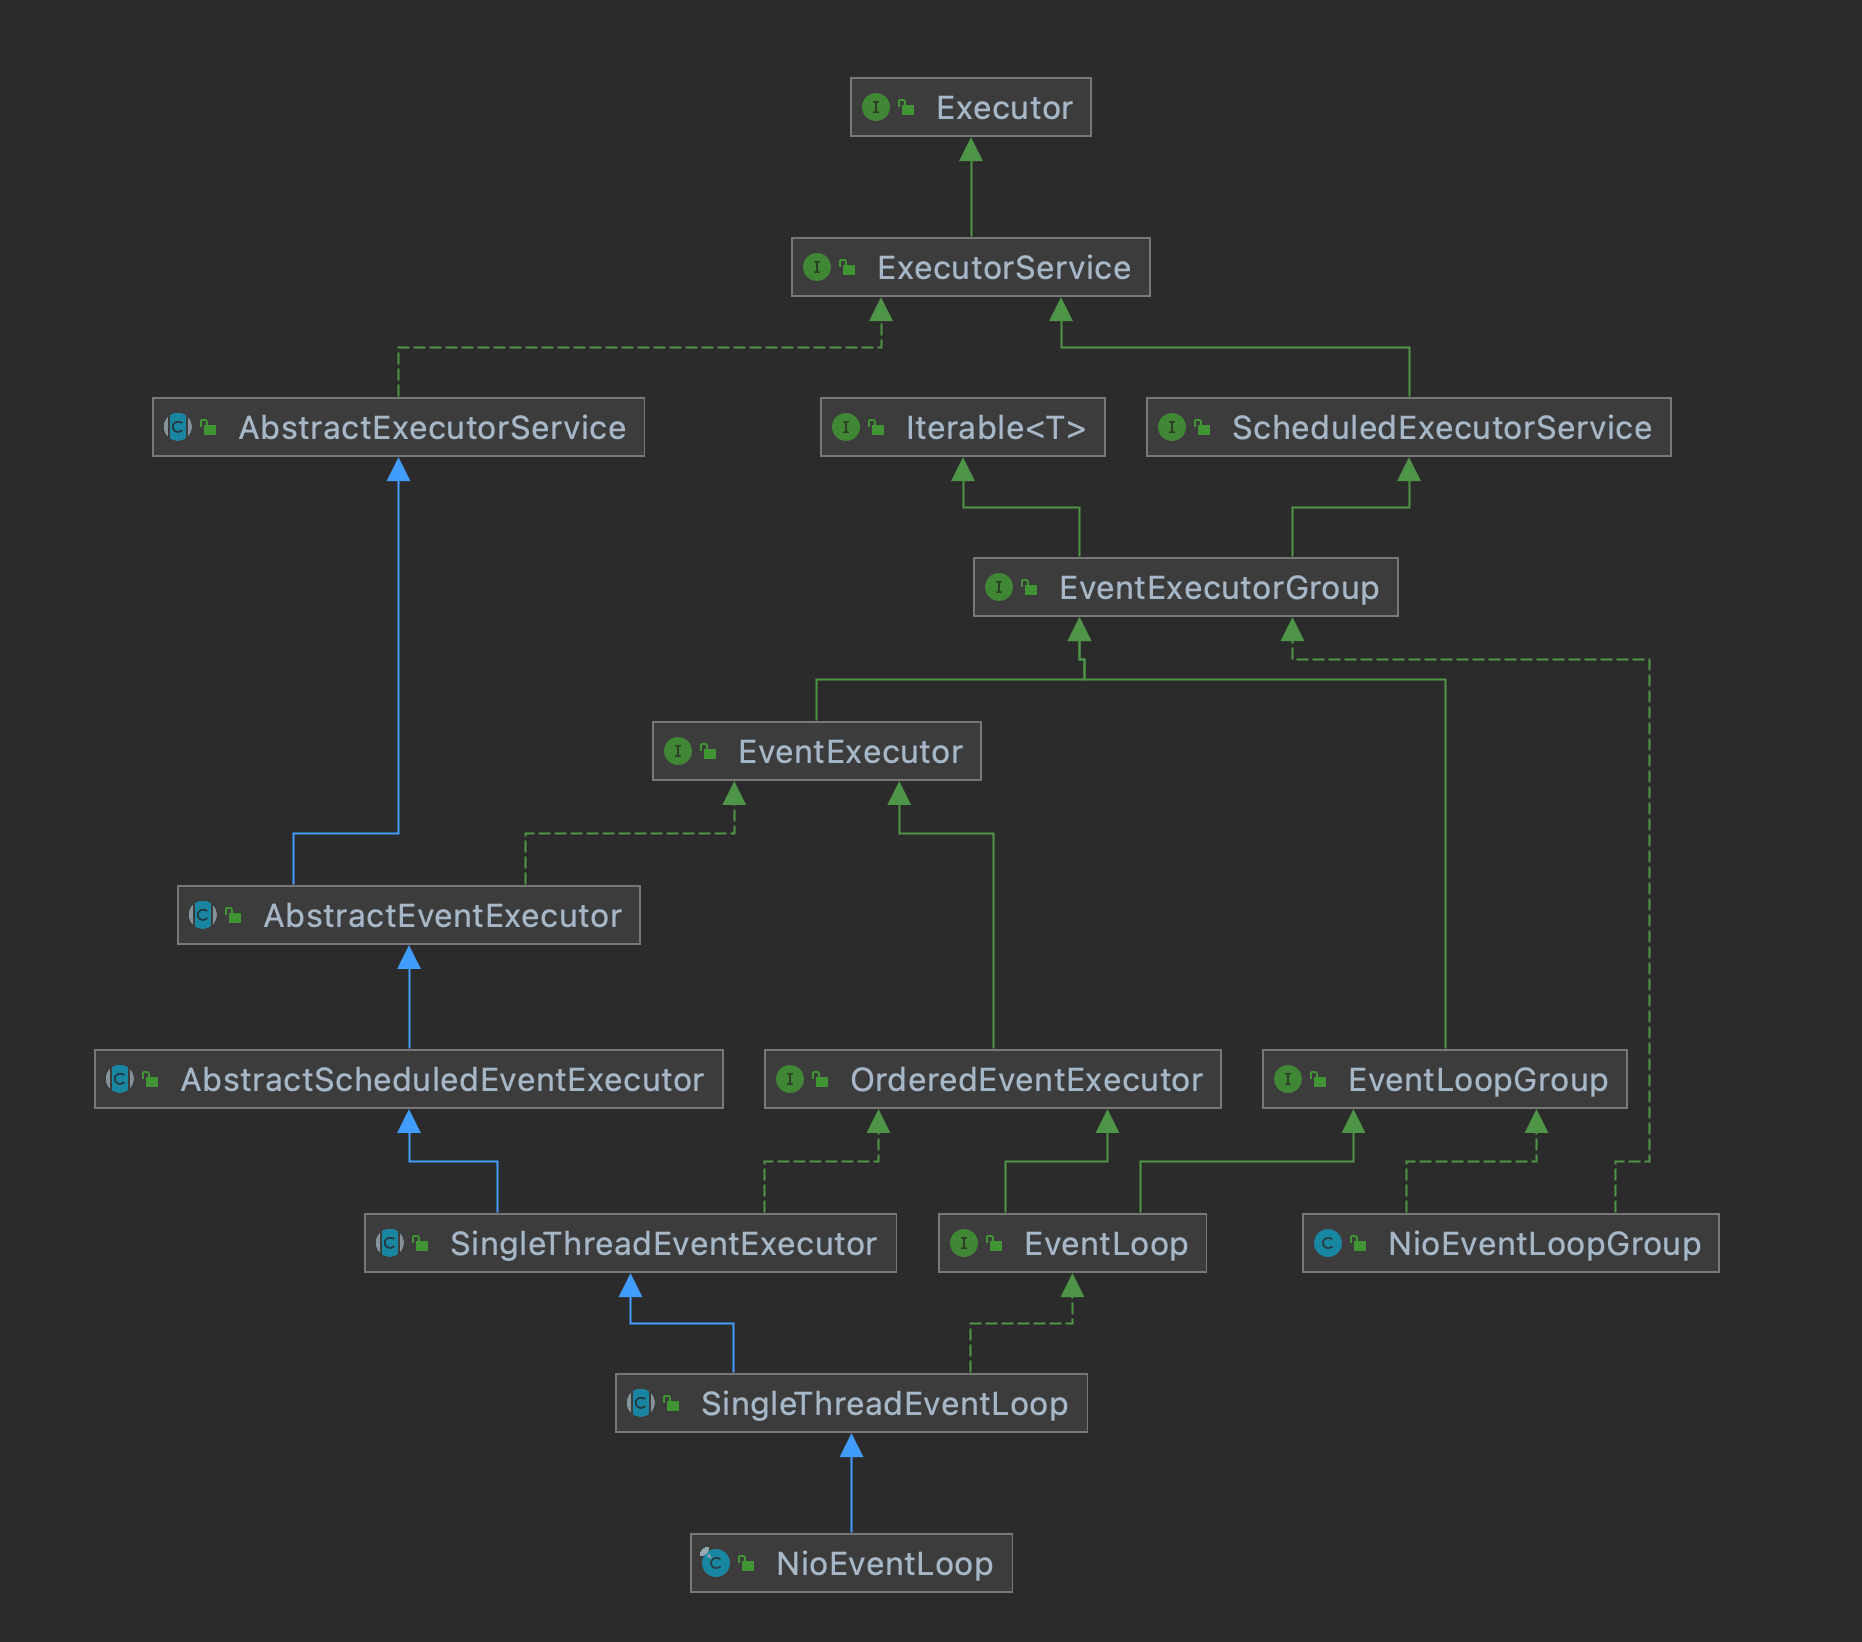 Executor
ExecutorService
AbstractExecutorService
Iterable<T>
ScheduledExecutorService
EventExecutorGroup
EventExecutor
AbstractEventExecutor
AbstractScheduledEventExecutor
OrderedEventExecutor
EventLoopGroup
SingleThreadEventExecutor
EventLoop
NioEventLoopGroup
SingleThreadEventLoop
NioEventLoop